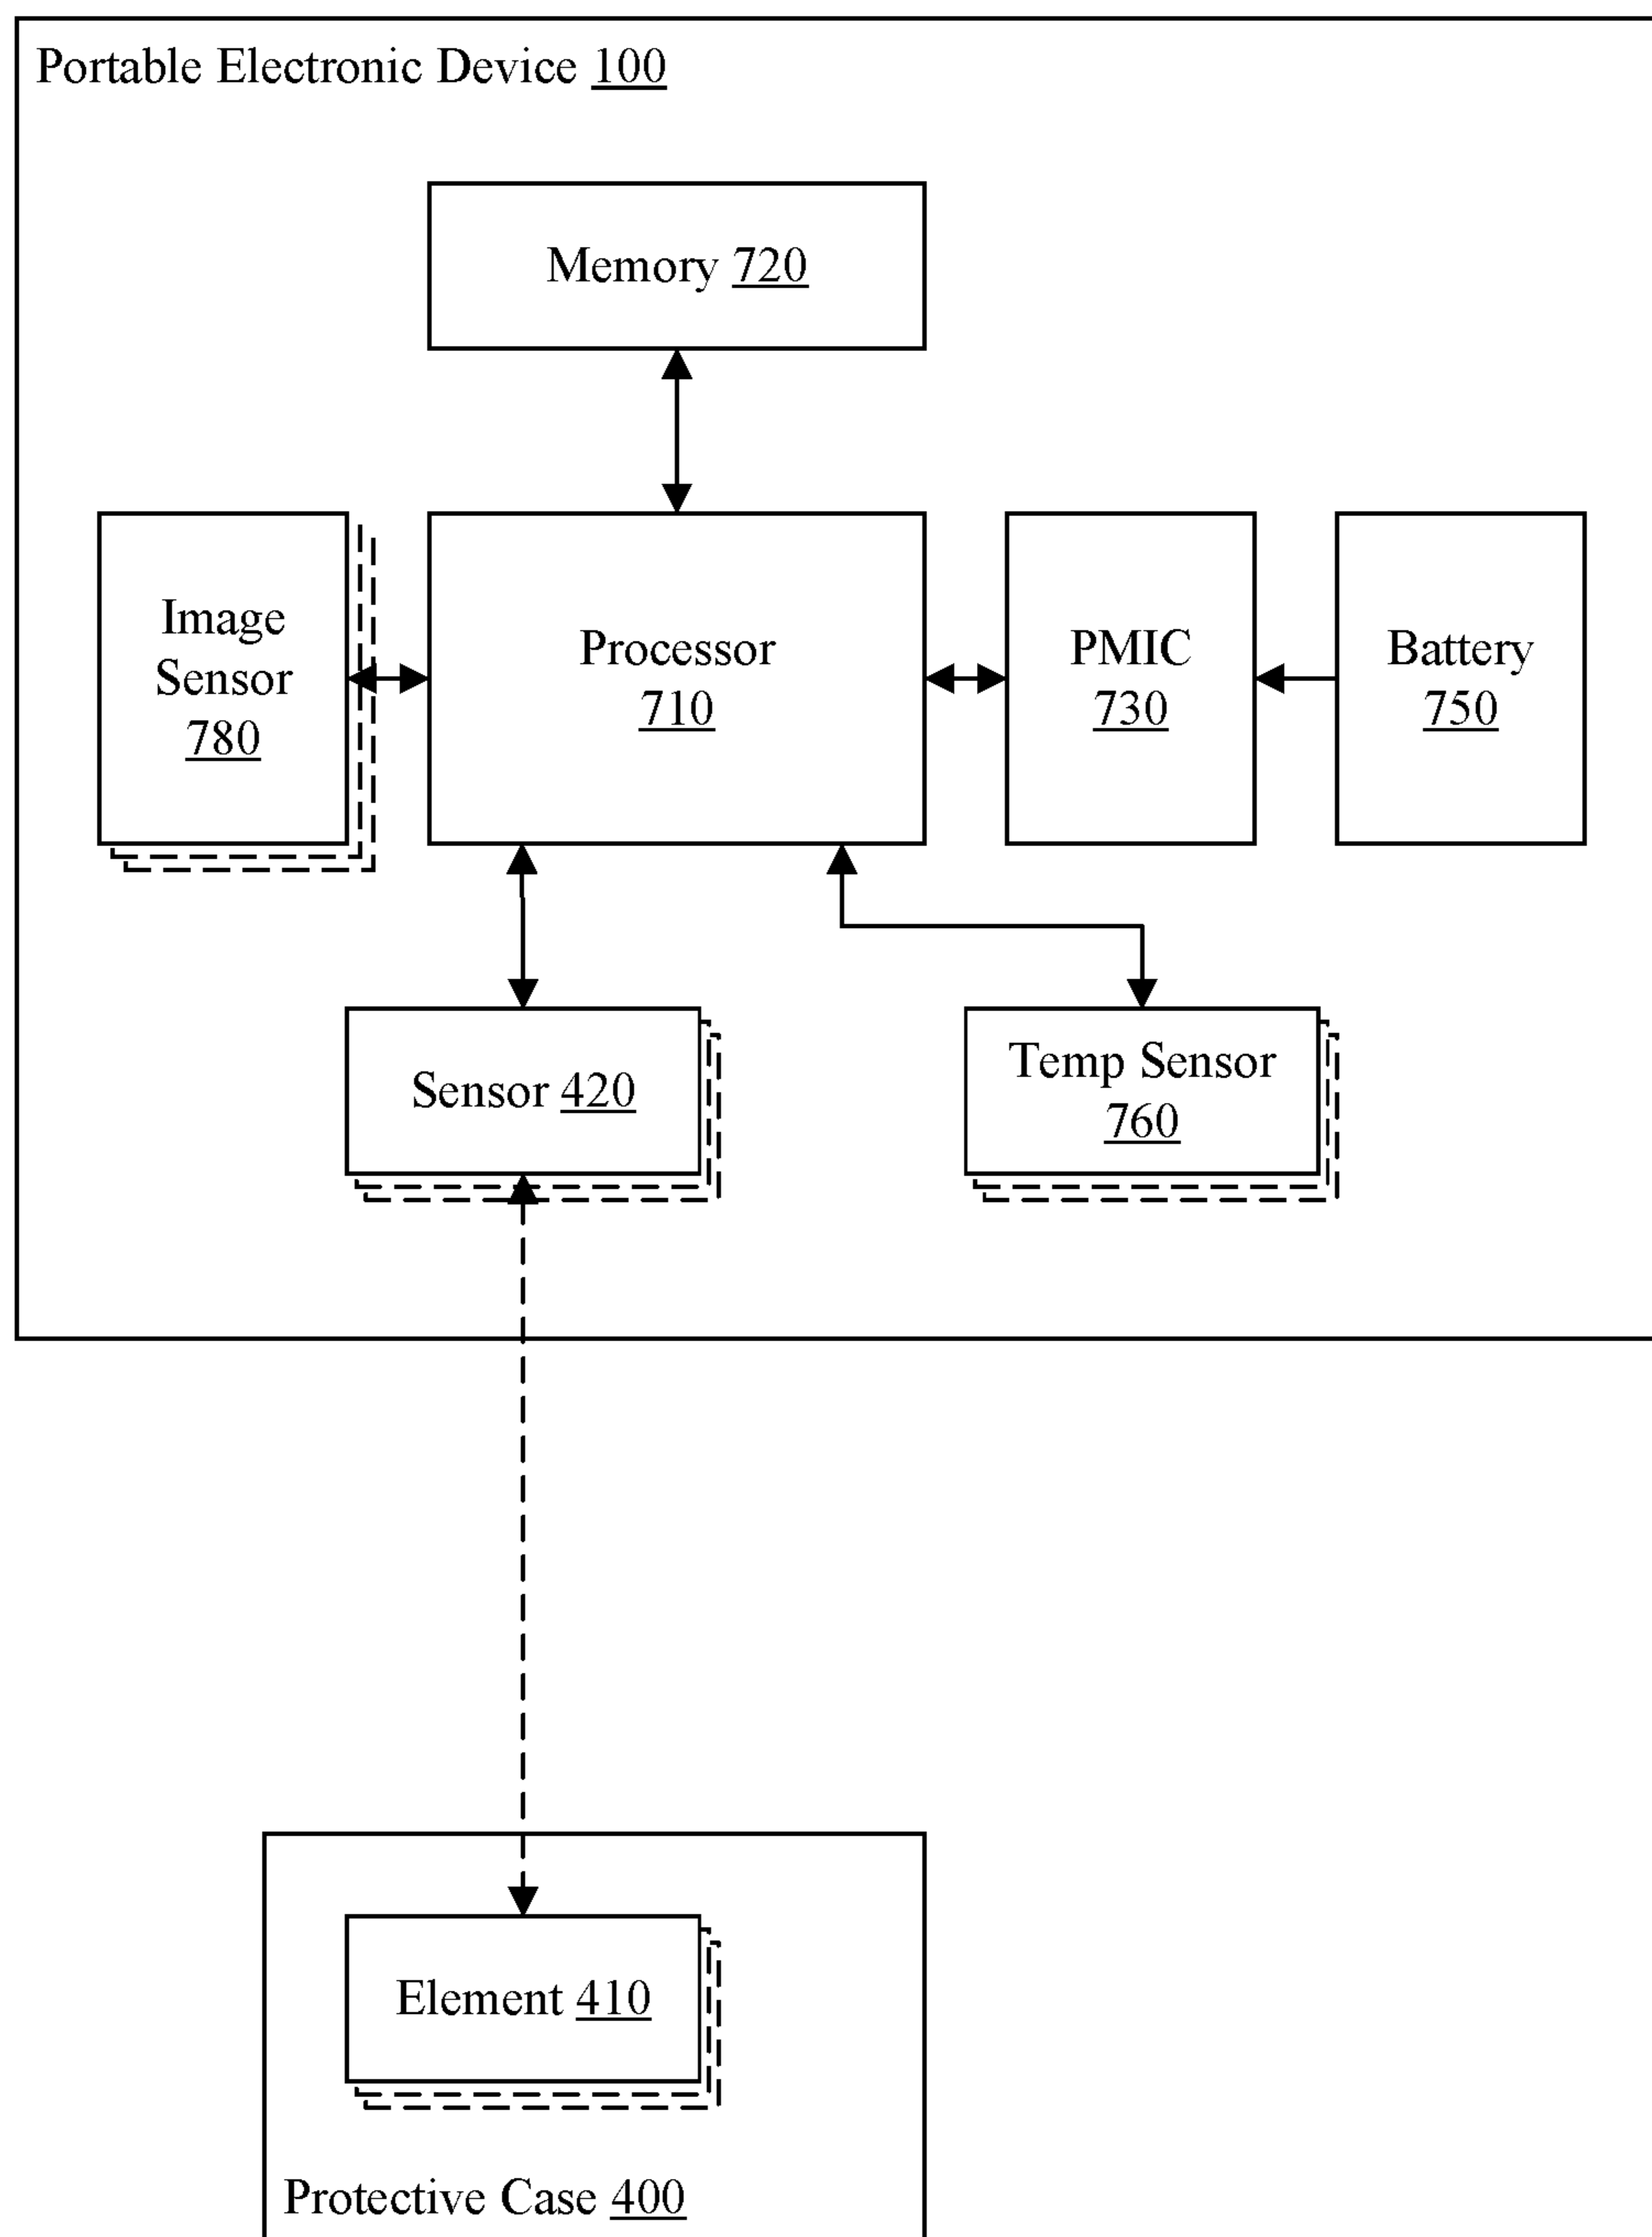 Portable Electronic Device 100
Memory 720
Image
Sensor
780
Processor
710
PMIC
730
Battery
750
Sensor 420
Temp Sensor
760
Element 410
Protective Case 400